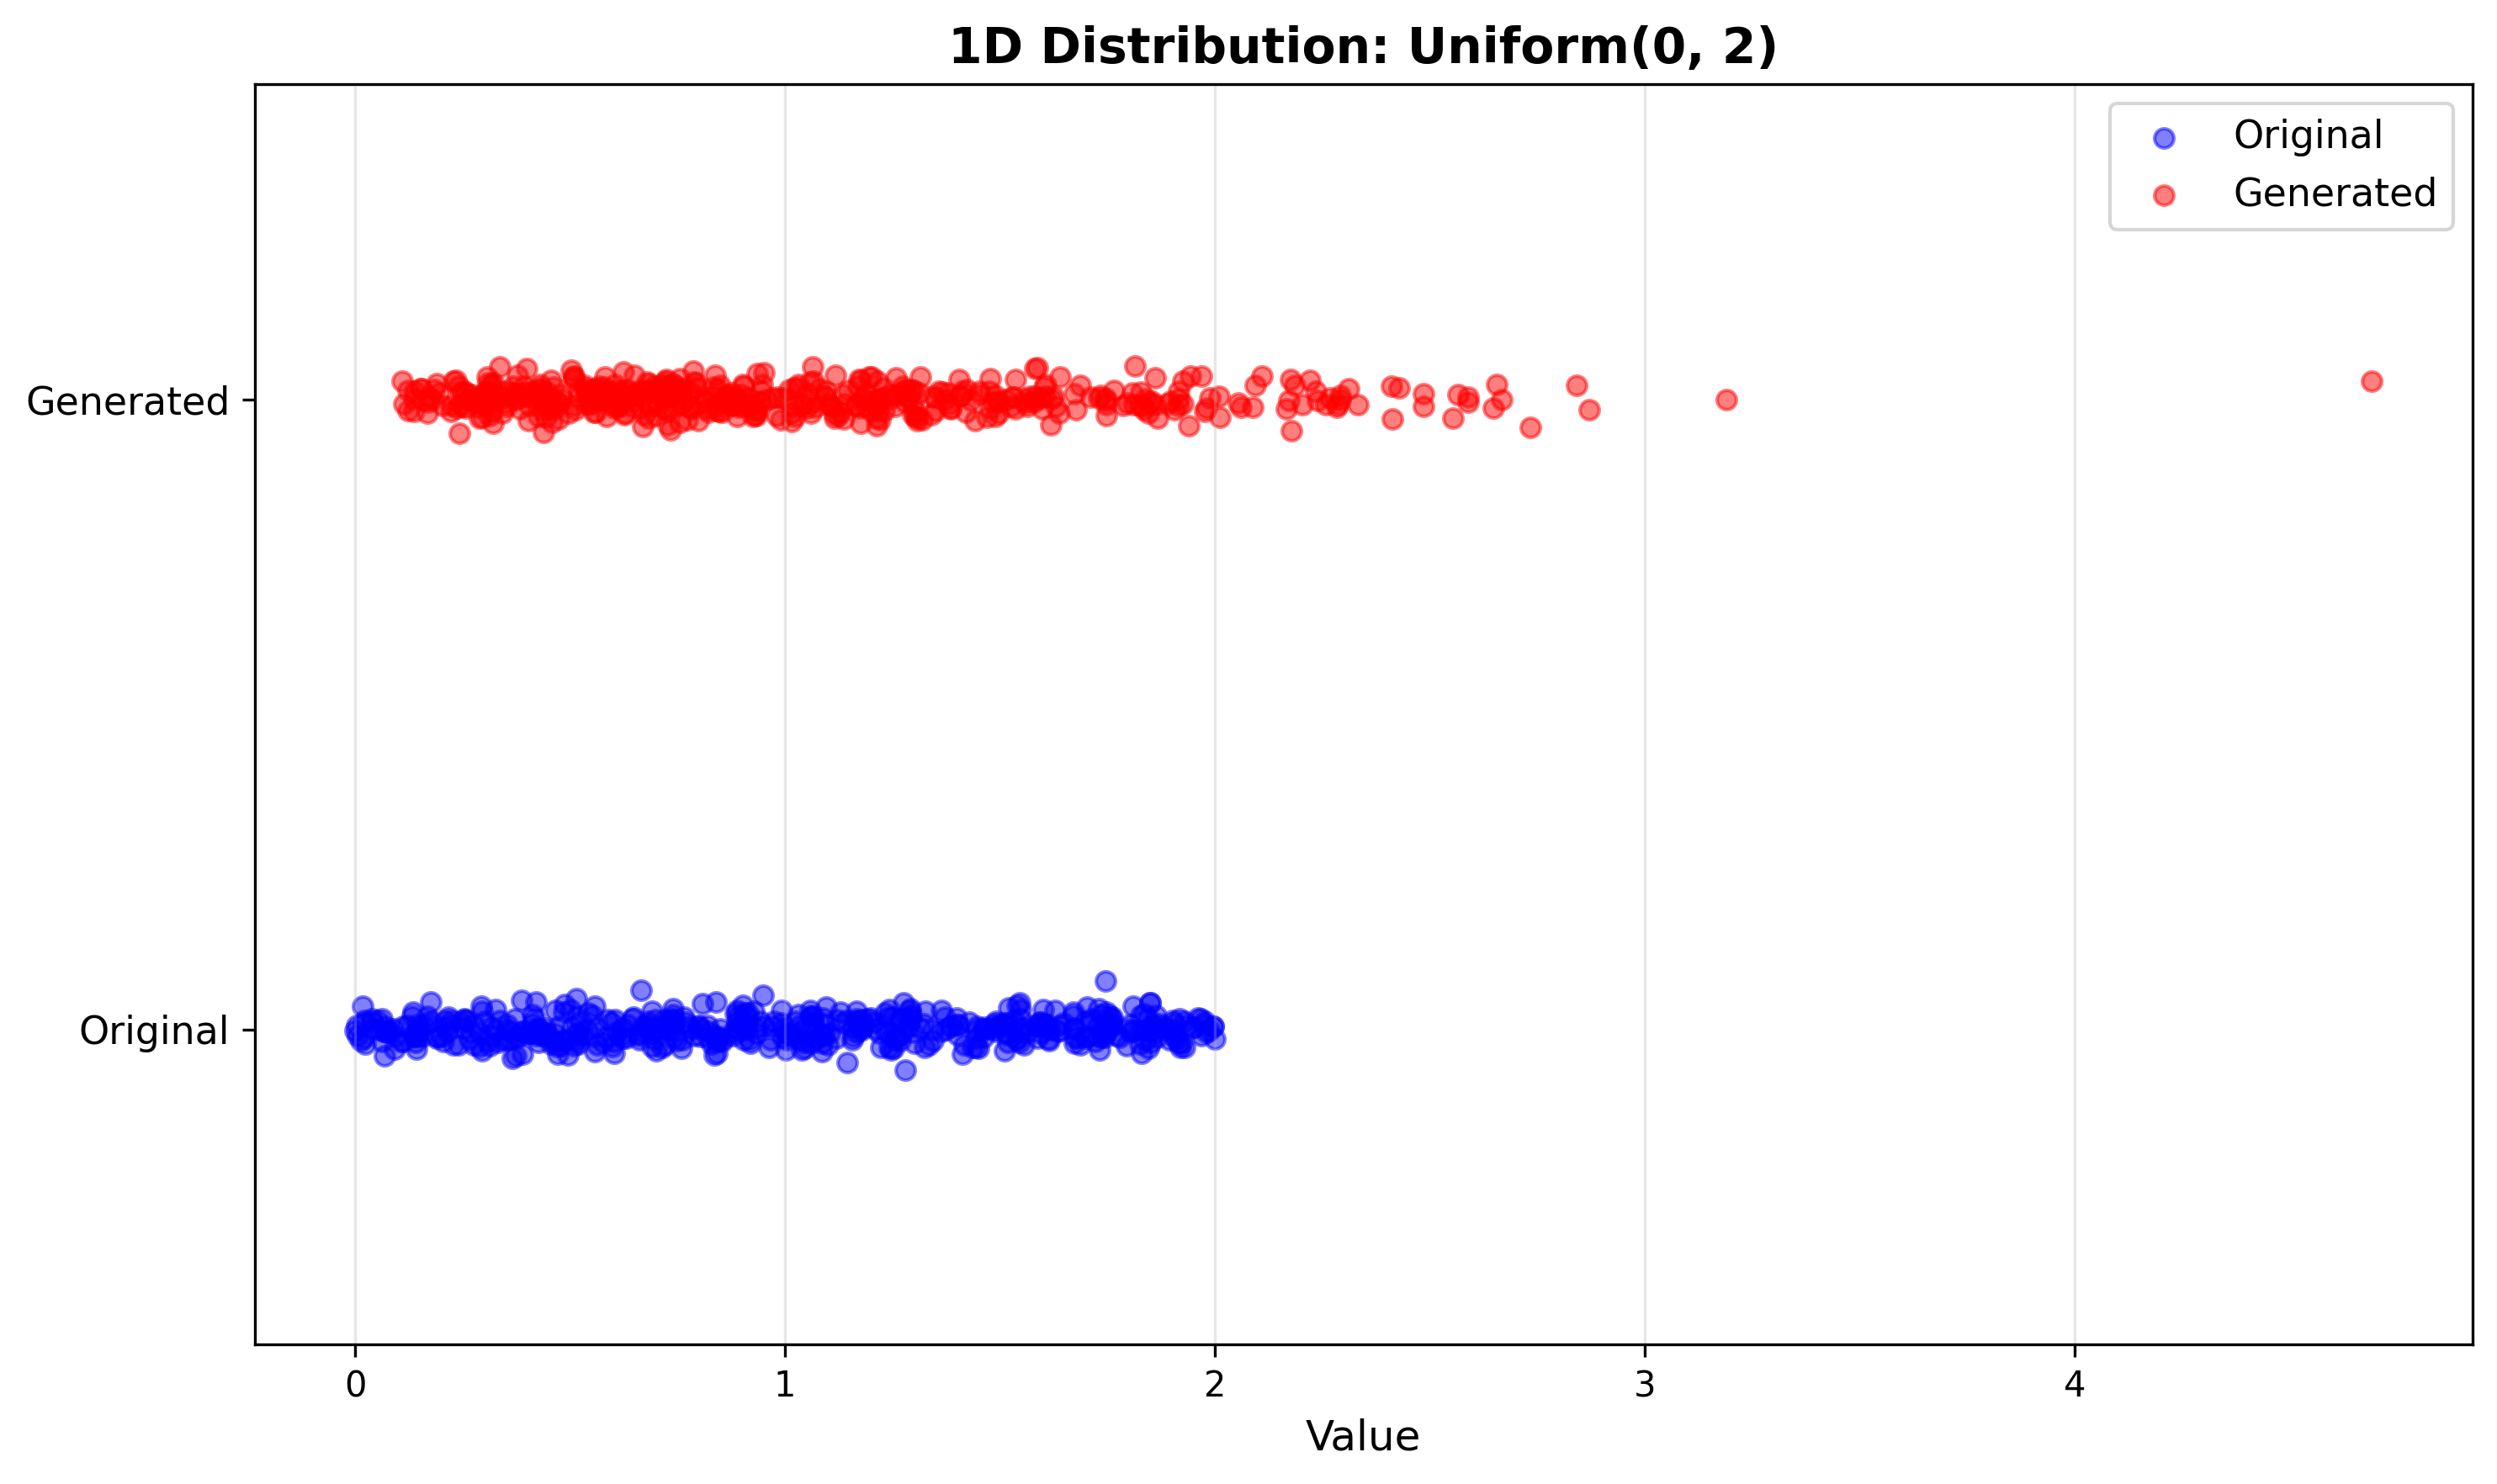 1D Distribution: Uniform(0, 2)
Original
Generated
Generated
Original
0 1 2 3 4
Value